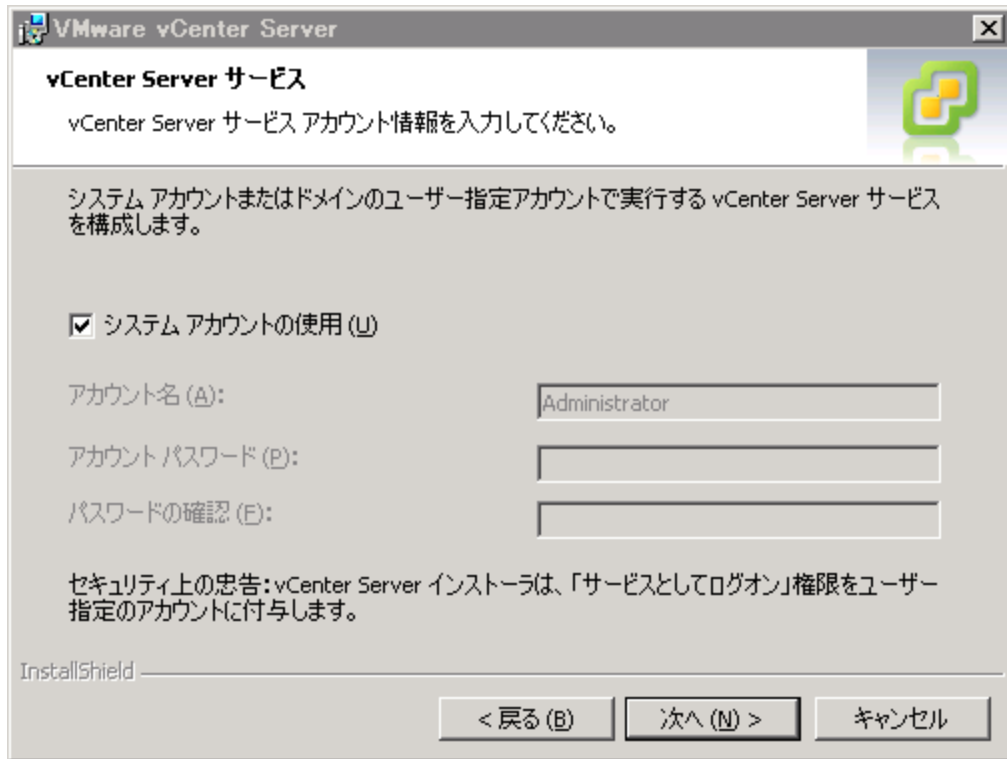 VMware vCenter Server
vCenter Server サービス
vCenter Server サービス アカウント情報を入力してください。
システム アカウントまたはドメインのユーザー指定アカウントで実行する vCenter Server サービス
を構成します。
システム アカウントの使用(U)
アカウント名(A):
Administrator
アカウント パスワード(P):
パスワードの確認(F):
セキュリティ上の忠告: vCenter Server インストーラは、「サービスとしてログオン」権限をユーザー
指定のアカウントに付与します。
InstallShield
< 戻る(B)
次へ(N) >
キャンセル